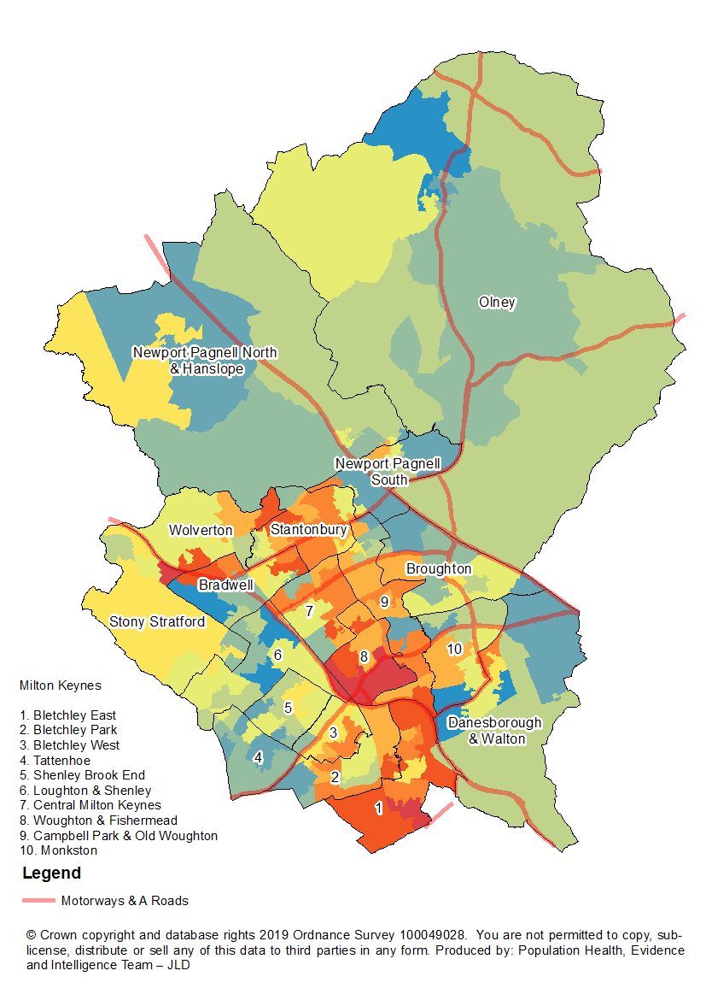 Olney
Newport Pagnell North
& Hanslope
Newport Pagnell
South
Wolverton
Stantonbury
Broughton
Bradwell
Stony Stratford
7
9
10
6
8
5
3
4
2
1
Danesborough
& Walton
Milton Keynes
1. Bletchley East
2. Bletchley Park
3. Bletchley West
4. Tattenhoe
5. Shenley Brook End
6. Loughton & Shenley
7. Central Milton Keynes
8. Woughton & Fishermead
9. Campbell Park & Old Woughton
10. Monkston
Legend
Motorways & A Roads
© Crown copyright and database rights 2019 Ordnance Survey 100049028. You are not permitted to copy, sub-
license, distribute or sell any of this data to third parties in any form. Produced by: Population Health, Evidence
and Intelligence Team – JLD